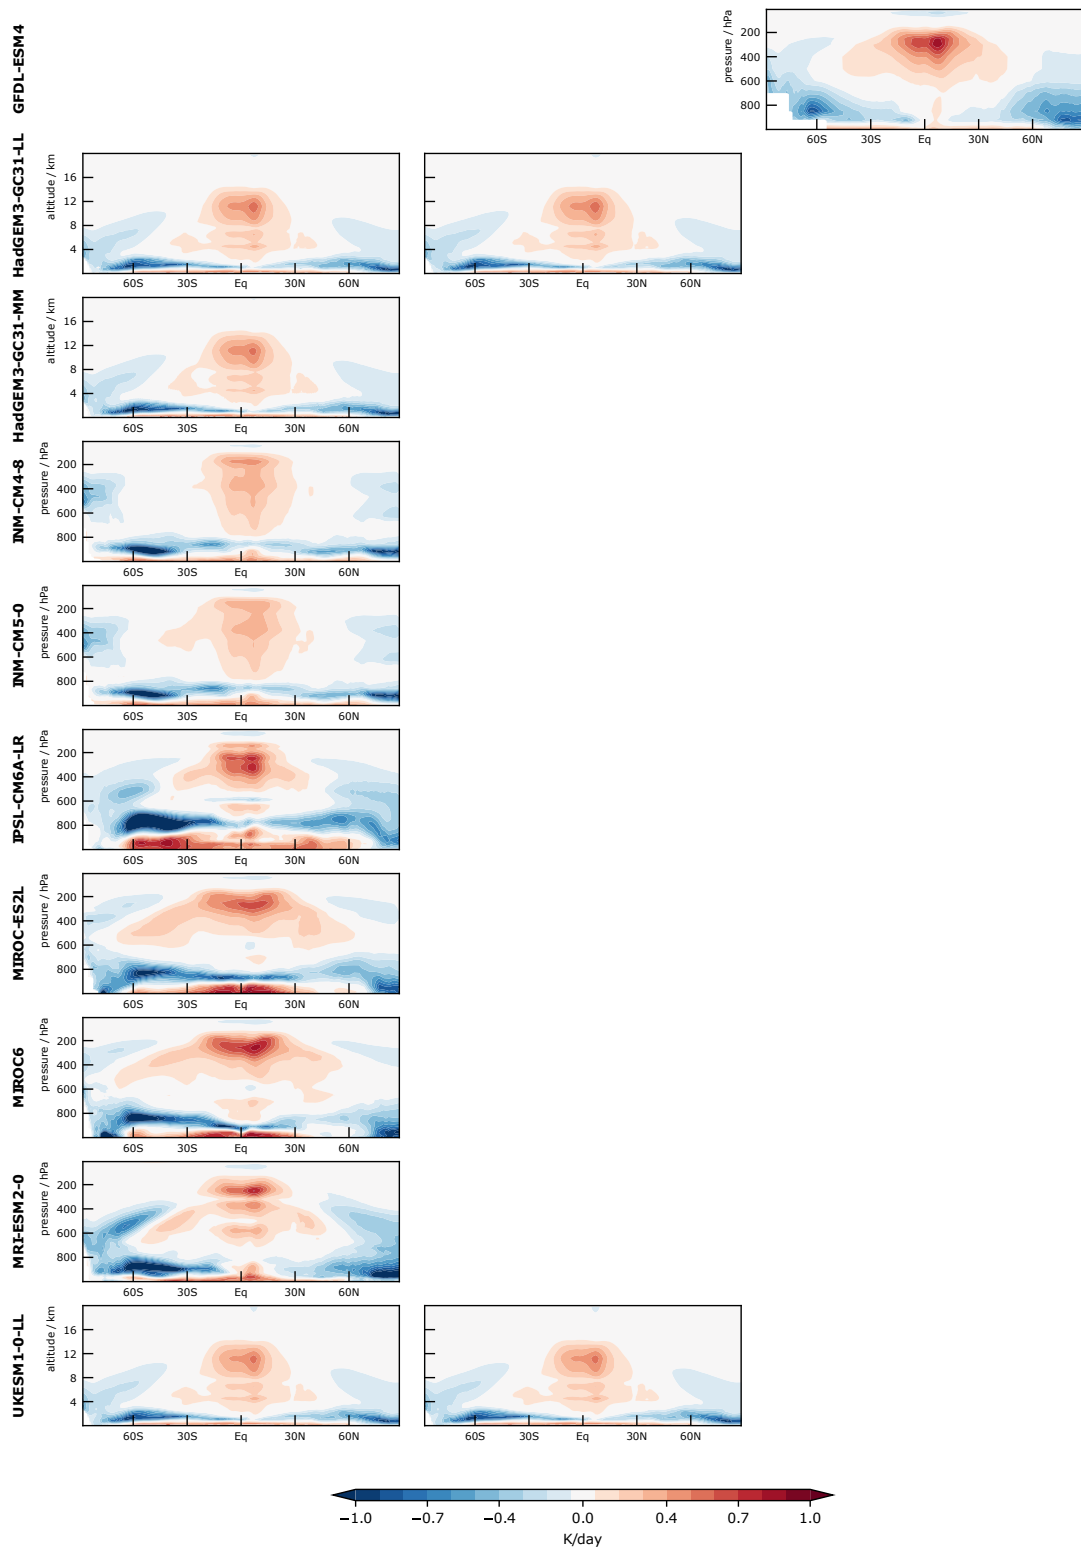 GFDL-ESM4
pressure / hPa
200
400
600
800
60S 30S Eq 30N 60N
HadGEM3-GC31-LL
altitude / km
16
12
8
4
60S 30S Eq 30N 60N
60S 30S Eq 30N 60N
HadGEM3-GC31-MM
altitude / km
16
12
8
4
60S 30S Eq 30N 60N
INM-CM4-8
pressure / hPa
200
400
600
800
60S 30S Eq 30N 60N
INM-CM5-0
pressure / hPa
200
400
600
800
60S 30S Eq 30N 60N
IPSL-CM6A-LR
pressure / hPa
200
400
600
800
60S 30S Eq 30N 60N
MIROC-ES2L
pressure / hPa
200
400
600
800
60S 30S Eq 30N 60N
MIROC6
pressure / hPa
200
400
600
800
60S 30S Eq 30N 60N
MRI-ESM2-0
pressure / hPa
200
400
600
800
60S 30S Eq 30N 60N
UKESM1-0-LL
altitude / km
16
12
8
4
60S 30S Eq 30N 60N
60S 30S Eq 30N 60N
−1.0 −0.7 −0.4 0.0 0.4 0.7 1.0
K/day